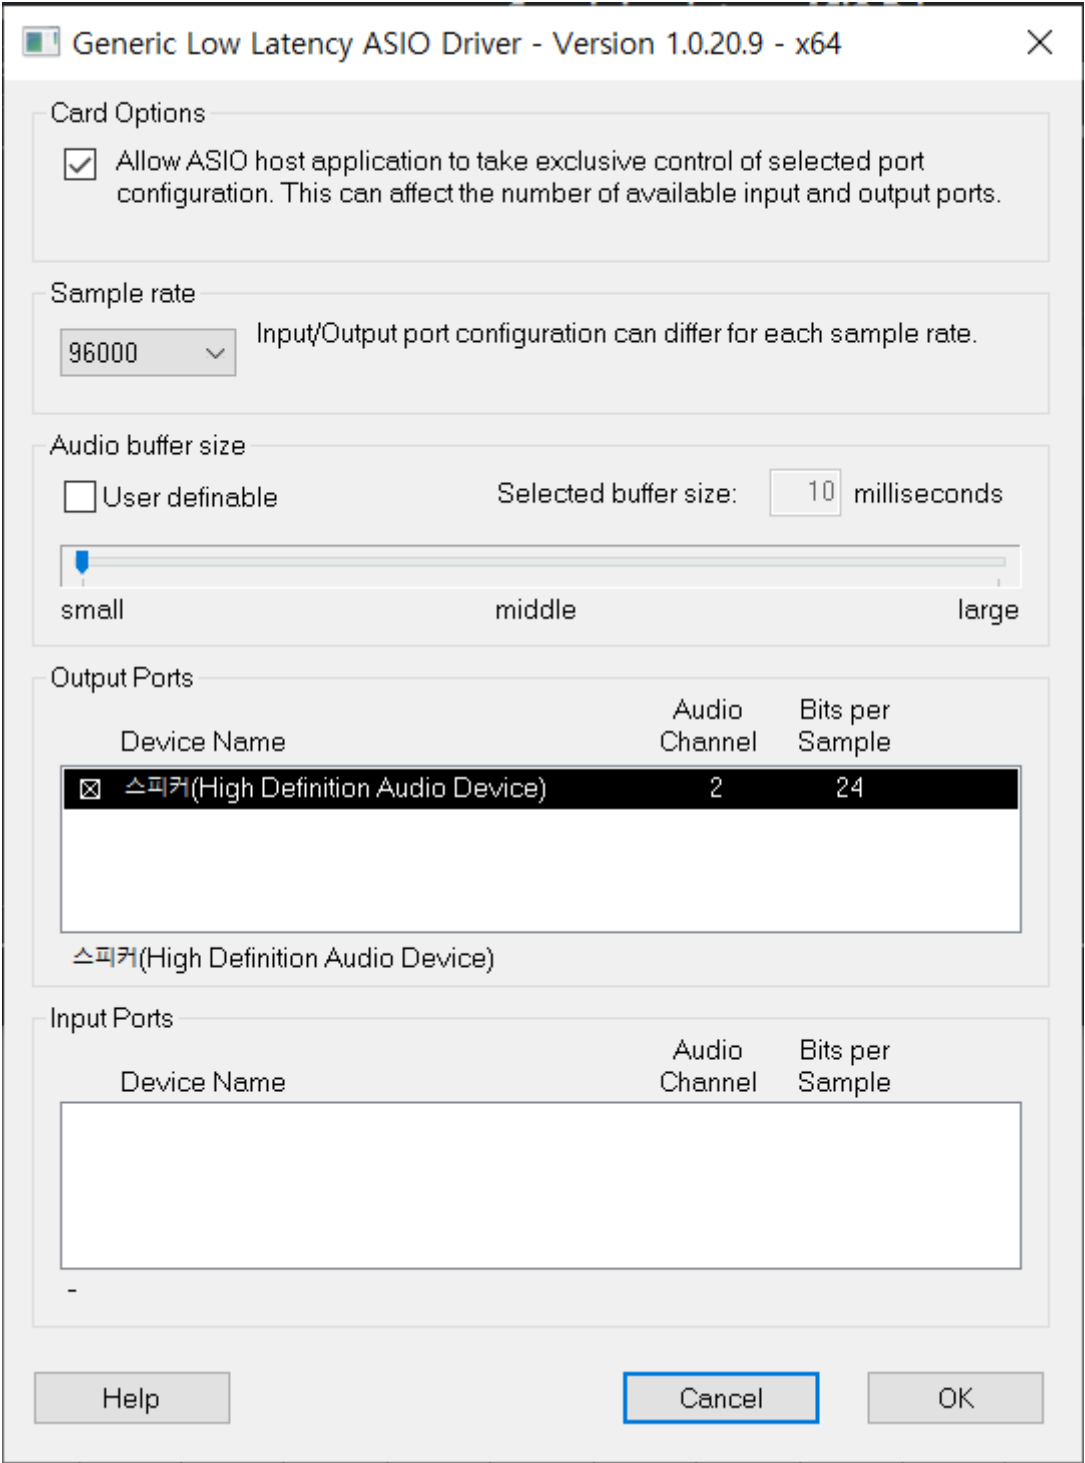 Generic Low Latency ASIO Driver - Version 1.0.20.9 - x64
Card Options
Allow ASIO host application to take exclusive control of selected port
configuration. This can affect the number of available input and output ports.
Sample rate
96000
Input/Output port configuration can differ for each sample rate.
Audio buffer size
User definable
Selected buffer size: 10 milliseconds
small middle large
Output Ports
Device Name Audio Channel Bits per Sample
스피커(High Definition Audio Device) 2 24
스피커(High Definition Audio Device)
Input Ports
Device Name Audio Channel Bits per Sample
-
Help Cancel OK